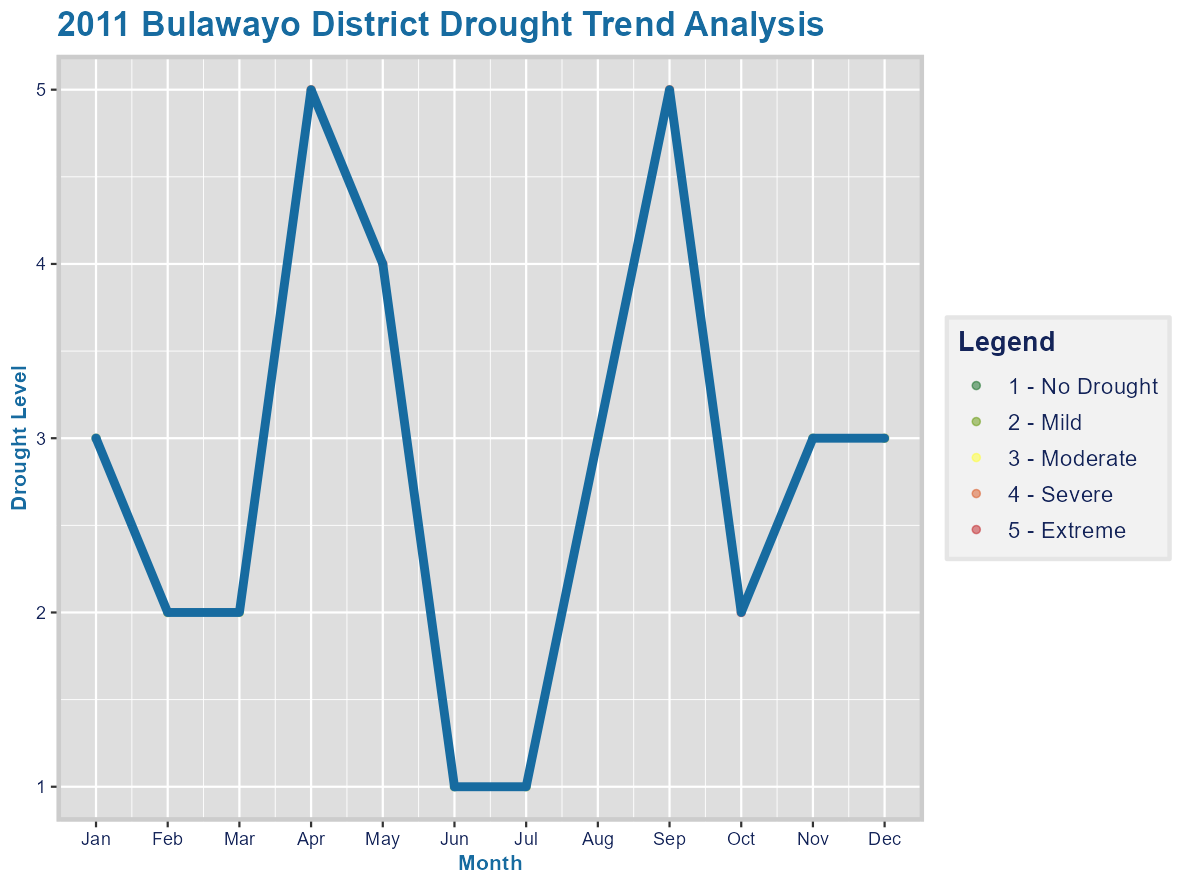 2011 Bulawayo District Drought Trend Analysis
5
4
3
2
1
Drought Level
Jan Feb Mar Apr May Jun Jul Aug Sep Oct Nov Dec
Month
Legend
1 - No Drought
2 - Mild
3 - Moderate
4 - Severe
5 - Extreme